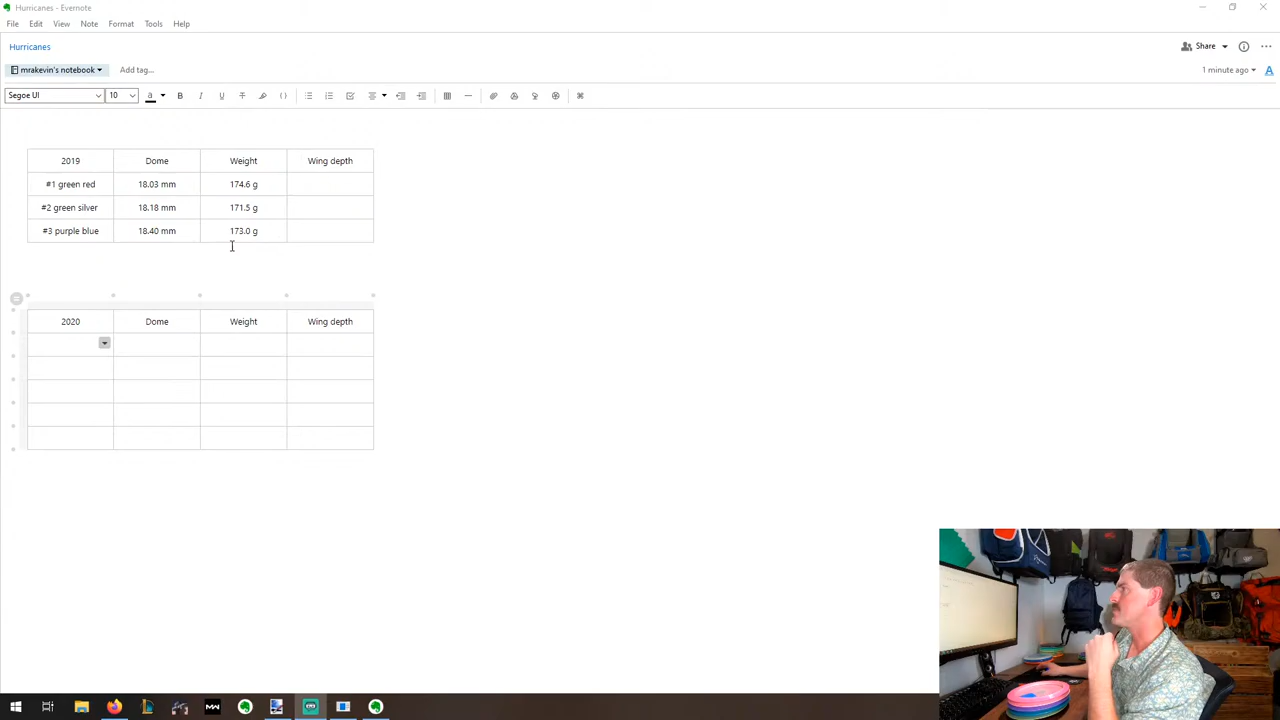 Hurricanes - Evernote
File Edit View Note Format Tools Help
Hurricanes
Share
mrakevin's notebook
Add tag...
1 minute ago
Segoe UI 10 a
2019 Dome Weight Wing depth
#1 green red 18.03 mm 174.6 g
#2 green silver 18.18 mm 171.5 g
#3 purple blue 18.40 mm 173.0 g
2020 Dome Weight Wing depth